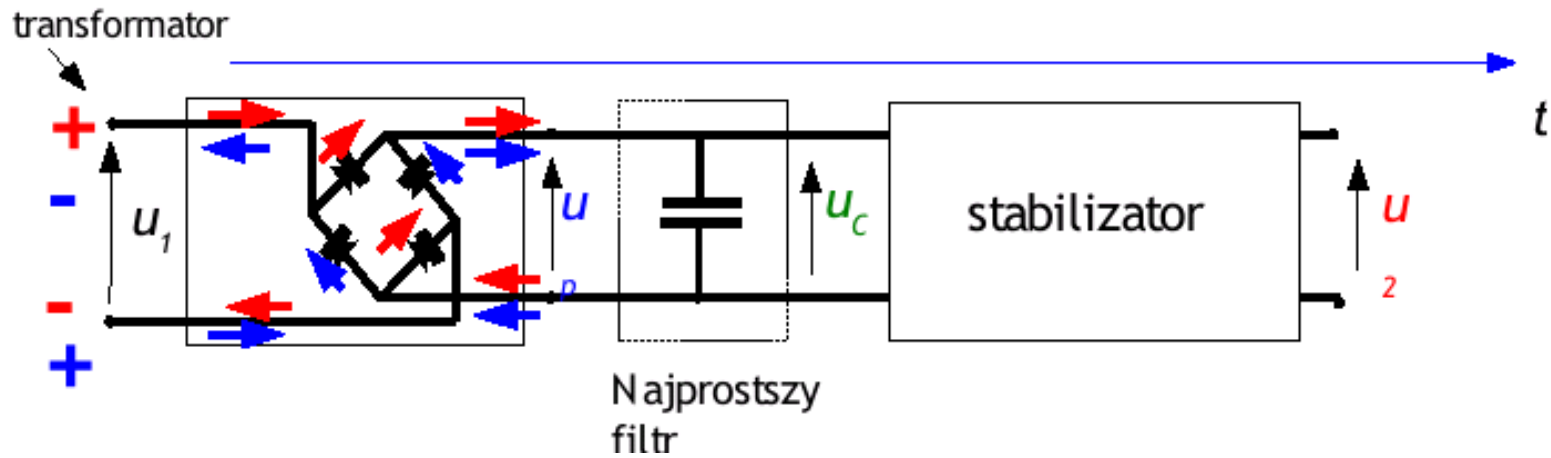 transformator
t
+
-
u1
-
+
u
p
uC
stabilizator
u
2
Najprostszy
filtr